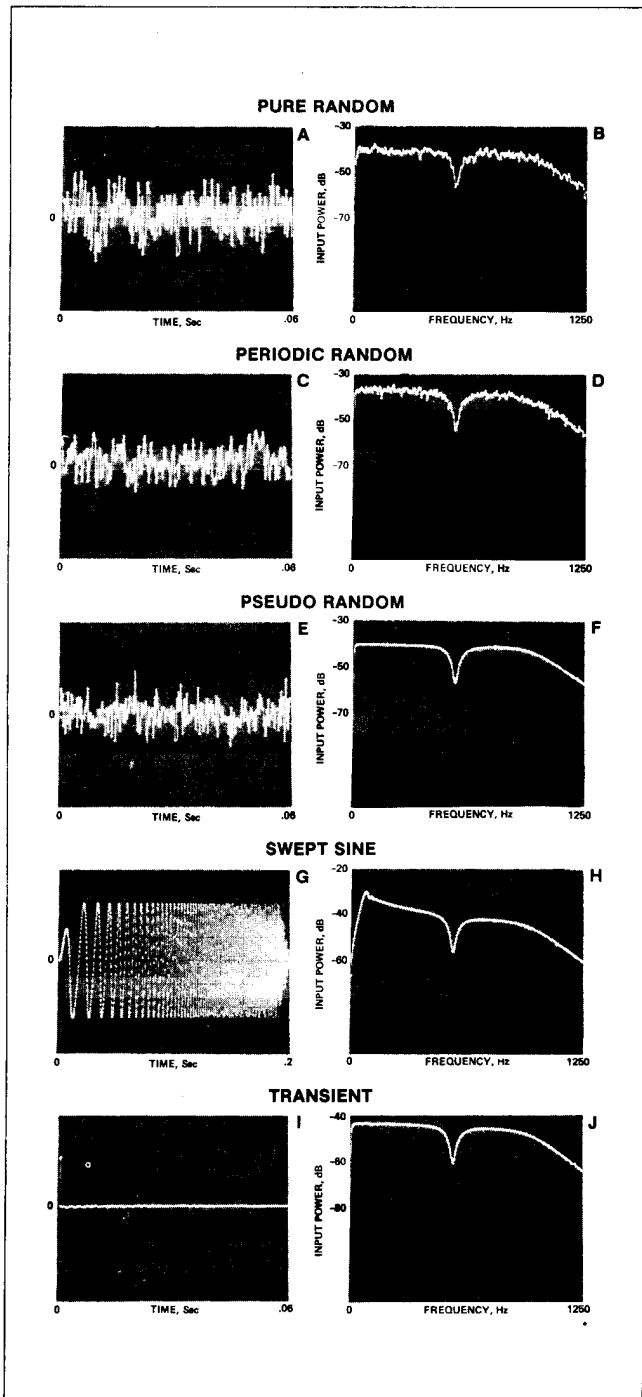 PURE RANDOM
A
0
0
TIME, Sec
.06
B
-30
-50
-70
INPUT POWER, dB
0
FREQUENCY, Hz
1250
PERIODIC RANDOM
C
0
0
TIME, Sec
.06
D
-30
-50
-70
INPUT POWER, dB
0
FREQUENCY, Hz
1250
PSEUDO RANDOM
E
0
0
TIME, Sec
.06
F
-30
-50
-70
INPUT POWER, dB
0
FREQUENCY, Hz
1250
SWEPT SINE
G
0
0
TIME, Sec
.2
H
-20
-40
-60
INPUT POWER, dB
0
FREQUENCY, Hz
1250
TRANSIENT
I
0
0
TIME, Sec
.06
J
-40
-60
-80
INPUT POWER, dB
0
FREQUENCY, Hz
1250